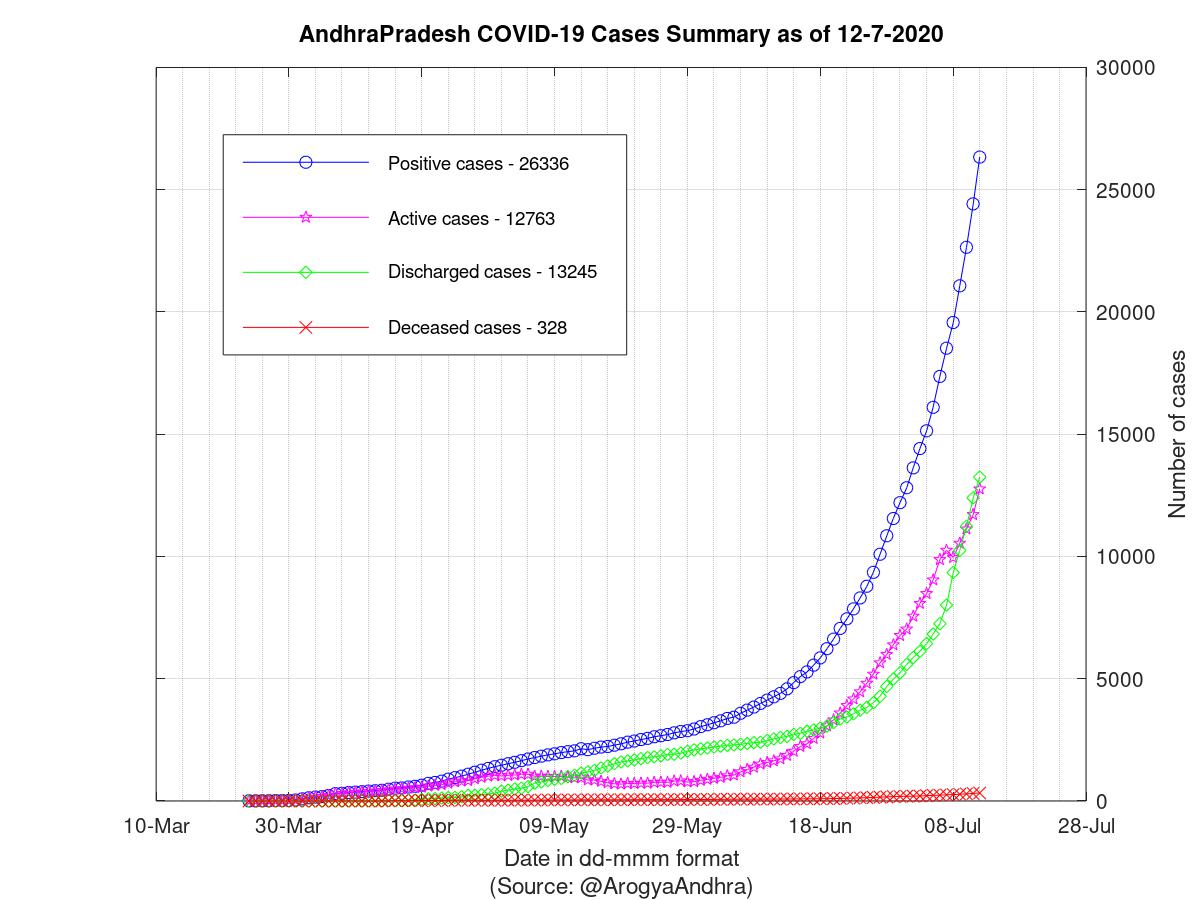 AndhraPradesh COVID-19 Cases Summary as of 12-7-2020
30000
25000
20000
15000
10000
5000
0
Number of cases
Positive cases - 26336
Active cases - 12763
Discharged cases - 13245
Deceased cases - 328
10-Mar 30-Mar 19-Apr 09-May 29-May 18-Jun 08-Jul 28-Jul
Date in dd-mmm format
(Source: @ArogyaAndhra)